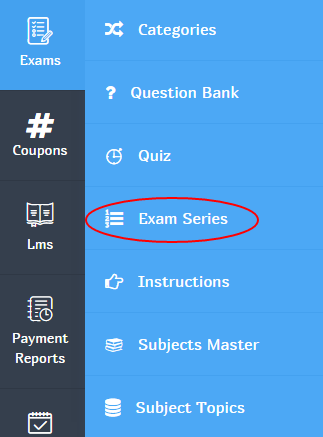 Exams
Coupons
Lms
Payment
Reports
Categories
? Question Bank
Quiz
Exam Series
Instructions
Subjects Master
Subject Topics